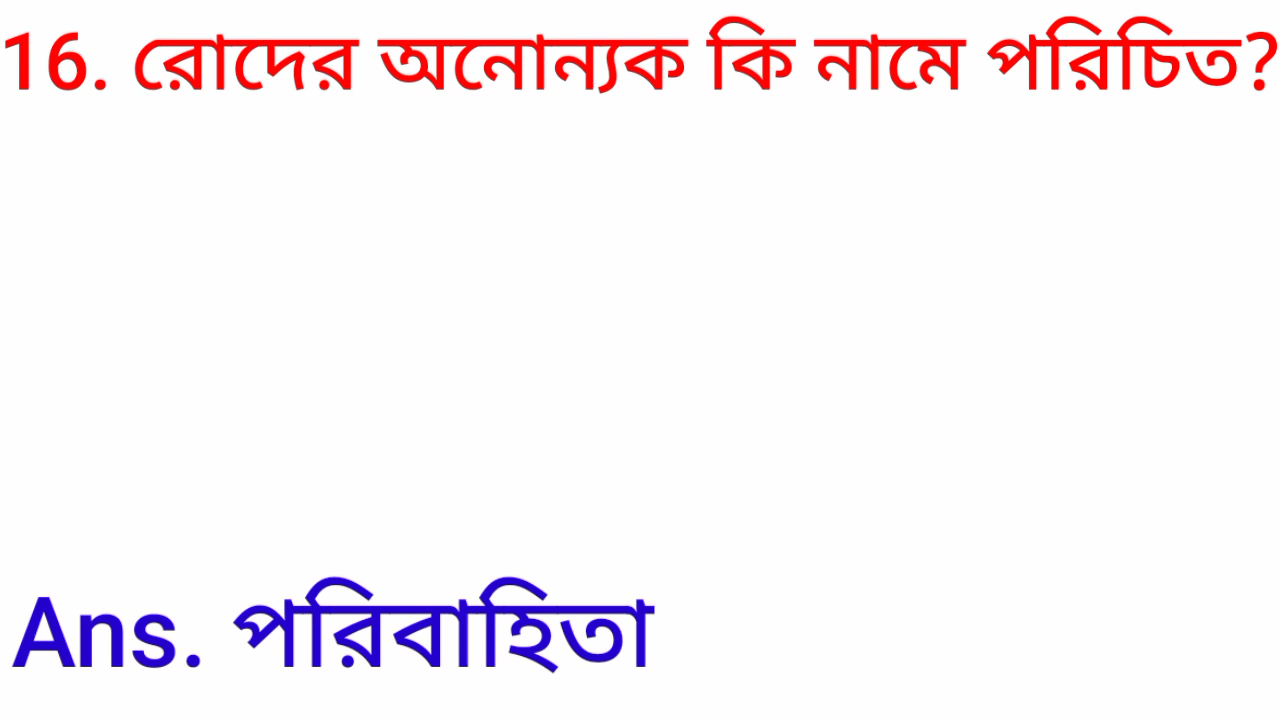 16. রোদের অনোন্যক কি নামে পরিচিত?
Ans. পরিবাহিতা